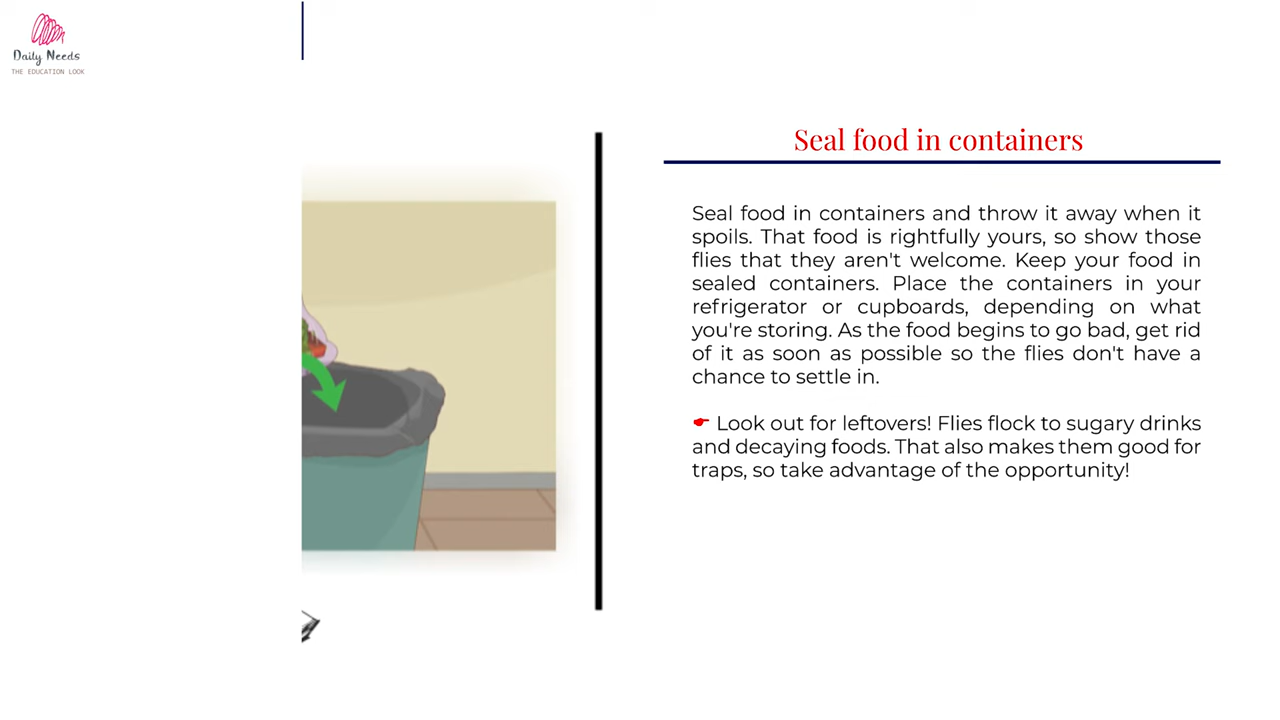 Daily Needs
THE EDUCATION LOOK
Seal food in containers
Seal food in containers and throw it away when it
spoils. That food is rightfully yours, so show those
flies that they aren't welcome. Keep your food in
sealed containers. Place the containers in your
refrigerator or cupboards, depending on what
you're storing. As the food begins to go bad, get rid
of it as soon as possible so the flies don't have a
chance to settle in.
☛ Look out for leftovers! Flies flock to sugary drinks
and decaying foods. That also makes them good for
traps, so take advantage of the opportunity!